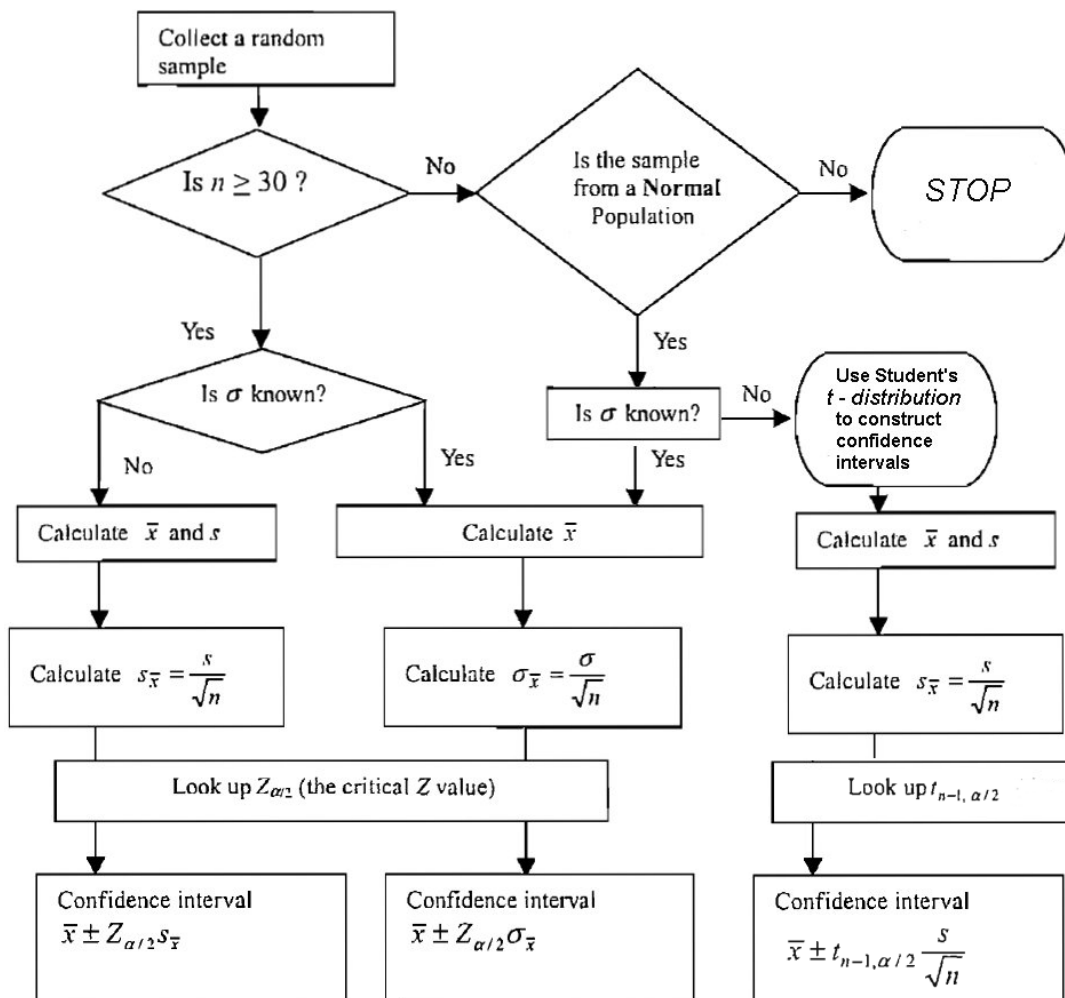 Collect a random
sample
Is n ≥ 30 ?
No
Is the sample
from a Normal
Population
No
STOP
Yes
Yes
Is σ known?
No
Yes
Is σ known?
No
Yes
Use Student's
t - distribution
to construct
confidence
intervals
Calculate x̄ and s
Calculate x̄
Calculate x̄ and s
Calculate s_x̄ = s/√n
Calculate σ_x̄ = σ/√n
Calculate s_x̄ = s/√n
Look up Z_α/2 (the critical Z value)
Look up t_n−1, α/2
Confidence interval
x̄ ± Z_α/2 s_x̄
Confidence interval
x̄ ± Z_α/2 σ_x̄
Confidence interval
x̄ ± t_n−1,α/2 s/√n